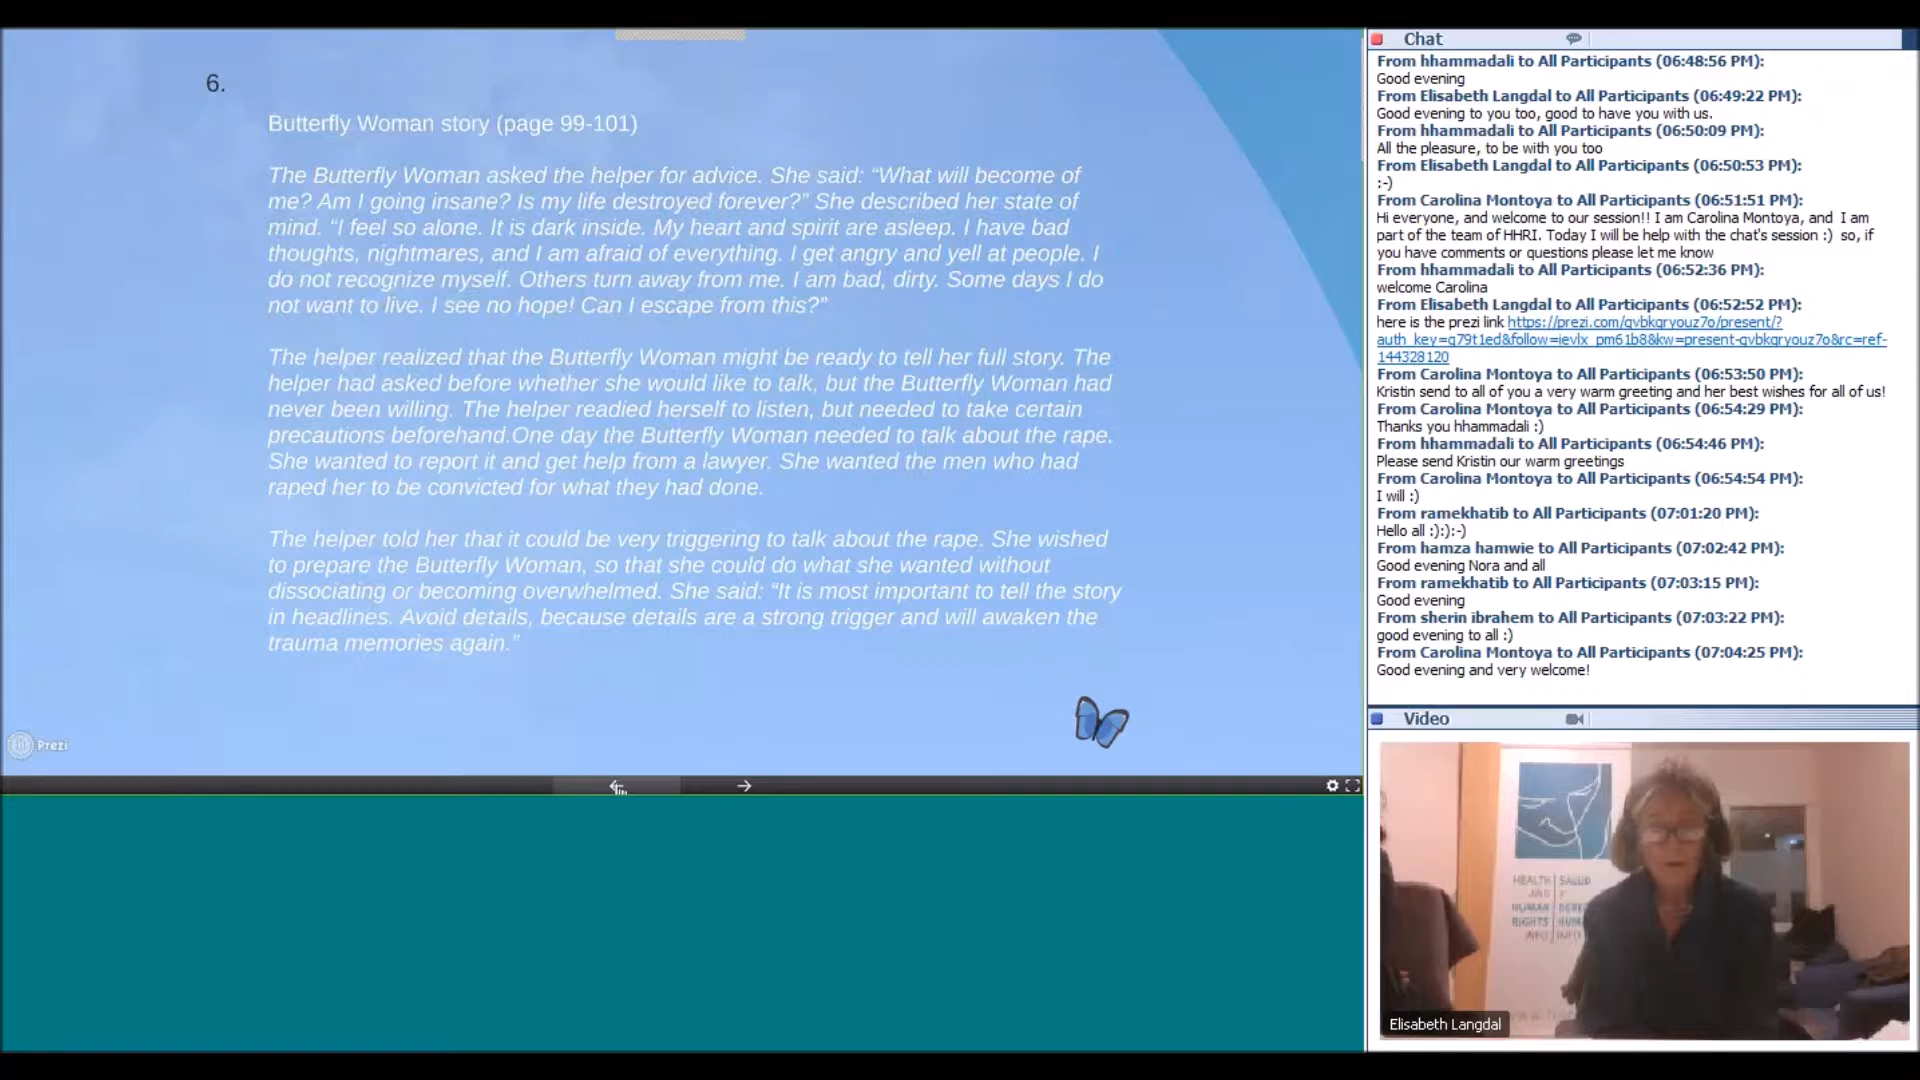 6.
Butterfly Woman story (page 99-101)
The Butterfly Woman asked the helper for advice. She said: “What will become of
me? Am I going insane? Is my life destroyed forever?” She described her state of
mind. “I feel so alone. It is dark inside. My heart and spirit are asleep. I have bad
thoughts, nightmares, and I am afraid of everything. I get angry and yell at people. I
do not recognize myself. Others turn away from me. I am bad, dirty. Some days I do
not want to live. I see no hope! Can I escape from this?”
The helper realized that the Butterfly Woman might be ready to tell her full story. The
helper had asked before whether she would like to talk, but the Butterfly Woman had
never been willing. The helper readied herself to listen, but needed to take certain
precautions beforehand.One day the Butterfly Woman needed to talk about the rape.
She wanted to report it and get help from a lawyer. She wanted the men who had
raped her to be convicted for what they had done.
The helper told her that it could be very triggering to talk about the rape. She wished
to prepare the Butterfly Woman, so that she could do what she wanted without
dissociating or becoming overwhelmed. She said: “It is most important to tell the story
in headlines. Avoid details, because details are a strong trigger and will awaken the
trauma memories again.”
Prezi
Chat
From hhammadali to All Participants (06:48:56 PM):
Good evening
From Elisabeth Langdal to All Participants (06:49:22 PM):
Good evening to you too, good to have you with us.
From hhammadali to All Participants (06:50:09 PM):
All the pleasure, to be with you too
From Elisabeth Langdal to All Participants (06:50:53 PM):
:-)
From Carolina Montoya to All Participants (06:51:51 PM):
Hi everyone, and welcome to our session!! I am Carolina Montoya, and I am
part of the team of HHRI. Today I will be help with the chat's session :) so, if
you have comments or questions please let me know
From hhammadali to All Participants (06:52:36 PM):
welcome Carolina
From Elisabeth Langdal to All Participants (06:52:52 PM):
here is the prezi link https://prezi.com/qvbkqryouz7o/present/?
auth_key=q79t1ed&follow=ievlx_pm61b8&kw=present-qvbkqryouz7o&rc=ref-
144328120
From Carolina Montoya to All Participants (06:53:50 PM):
Kristin send to all of you a very warm greeting and her best wishes for all of us!
From Carolina Montoya to All Participants (06:54:29 PM):
Thanks you hhammadali :)
From hhammadali to All Participants (06:54:46 PM):
Please send Kristin our warm greetings
From Carolina Montoya to All Participants (06:54:54 PM):
I will :)
From ramekhatib to All Participants (07:01:20 PM):
Hello all :):):-)
From hamza hamwie to All Participants (07:02:42 PM):
Good evening Nora and all
From ramekhatib to All Participants (07:03:15 PM):
Good evening
From sherin ibrahem to All Participants (07:03:22 PM):
good evening to all :)
From Carolina Montoya to All Participants (07:04:25 PM):
Good evening and very welcome!
Video
HEALTH SALUD
AND Y
HUMAN
RIGHTS
INFO INFO
Elisabeth Langdal